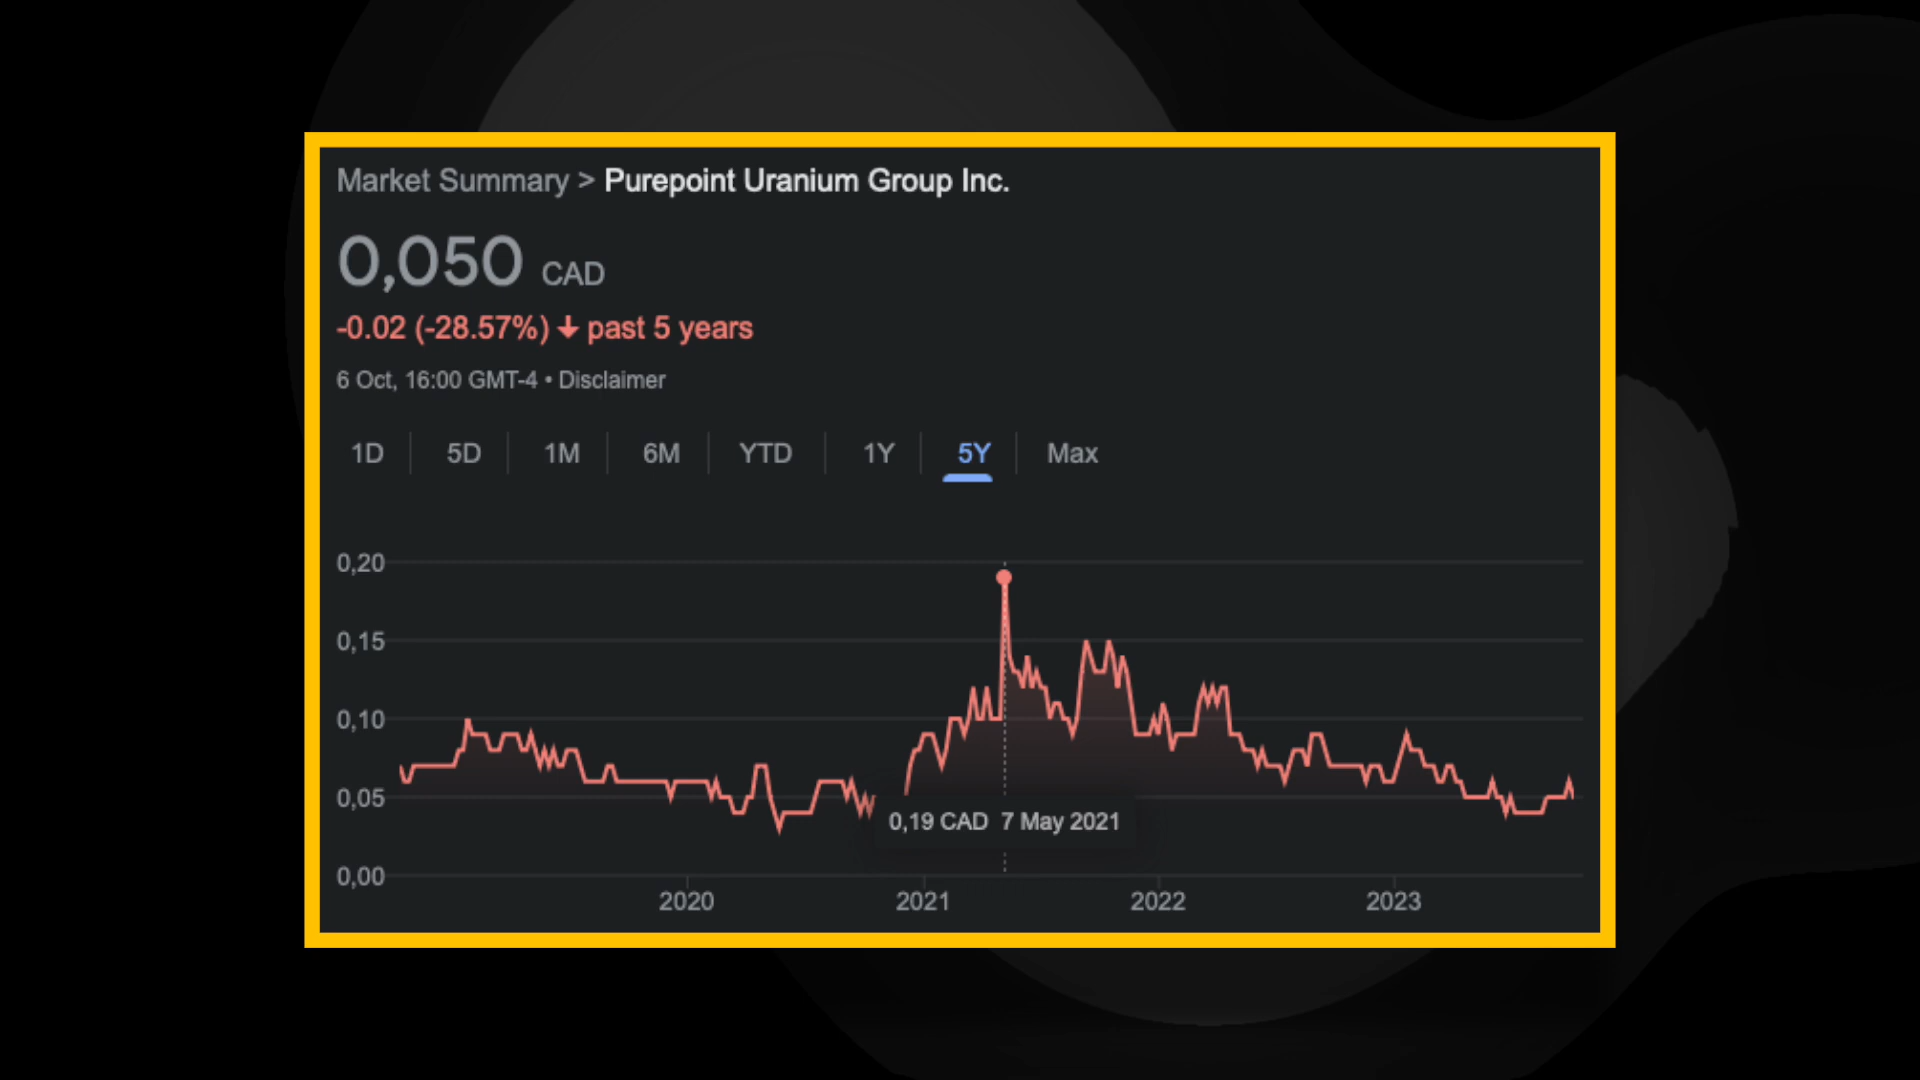 Market Summary > Purepoint Uranium Group Inc.
0,050 CAD
-0.02 (-28.57%) ↓ past 5 years
6 Oct, 16:00 GMT-4 • Disclaimer
1D 5D 1M 6M YTD 1Y 5Y Max
0,20
0,15
0,10
0,05
0,19 CAD 7 May 2021
0,00
2020 2021 2022 2023